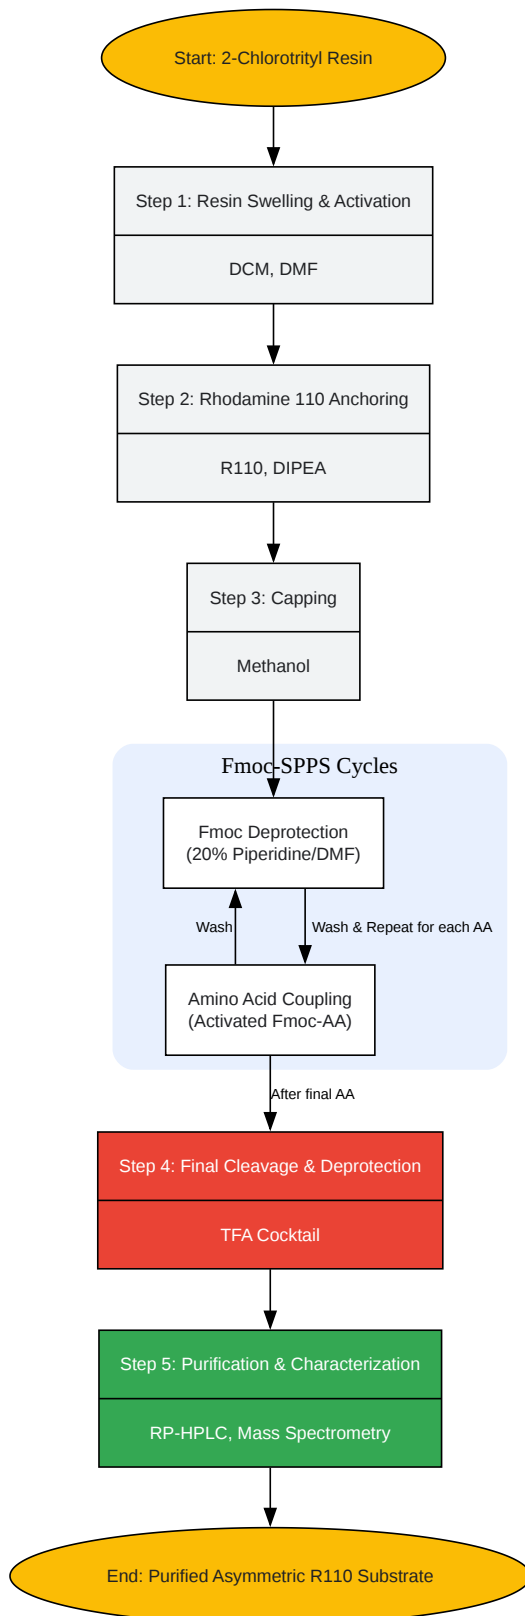 Start: 2-Chlorotrityl Resin
Step 1: Resin Swelling & Activation
DCM, DMF
Step 2: Rhodamine 110 Anchoring
R110, DIPEA
Step 3: Capping
Methanol
Fmoc-SPPS Cycles
Fmoc Deprotection
(20% Piperidine/DMF)
Wash
Wash & Repeat for each AA
Amino Acid Coupling
(Activated Fmoc-AA)
After final AA
Step 4: Final Cleavage & Deprotection
TFA Cocktail
Step 5: Purification & Characterization
RP-HPLC, Mass Spectrometry
End: Purified Asymmetric R110 Substrate